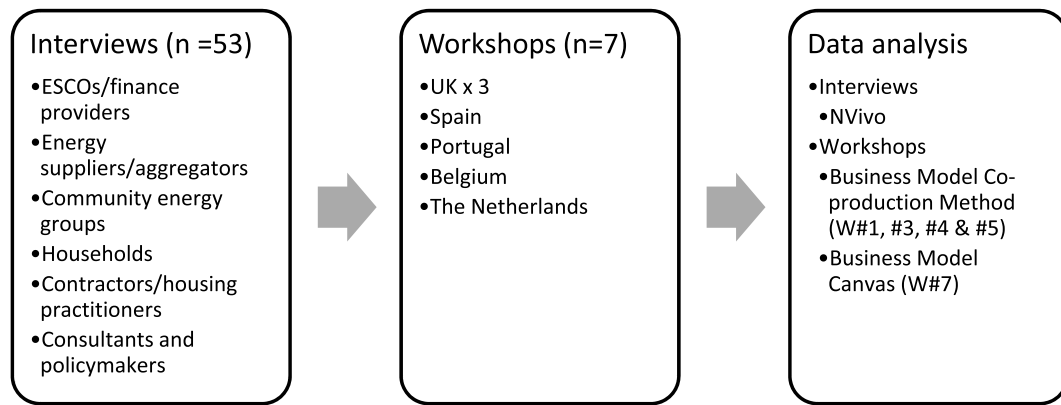 Interviews (n =53)
•ESCOs/finance
providers
•Energy
suppliers/aggregators
•Community energy
groups
•Households
•Contractors/housing
practitioners
•Consultants and
policymakers
Workshops (n=7)
•UK x 3
•Spain
•Portugal
•Belgium
•The Netherlands
Data analysis
•Interviews
•NVivo
•Workshops
•Business Model Co-
production Method
(W#1, #3, #4 & #5)
•Business Model
Canvas (W#7)